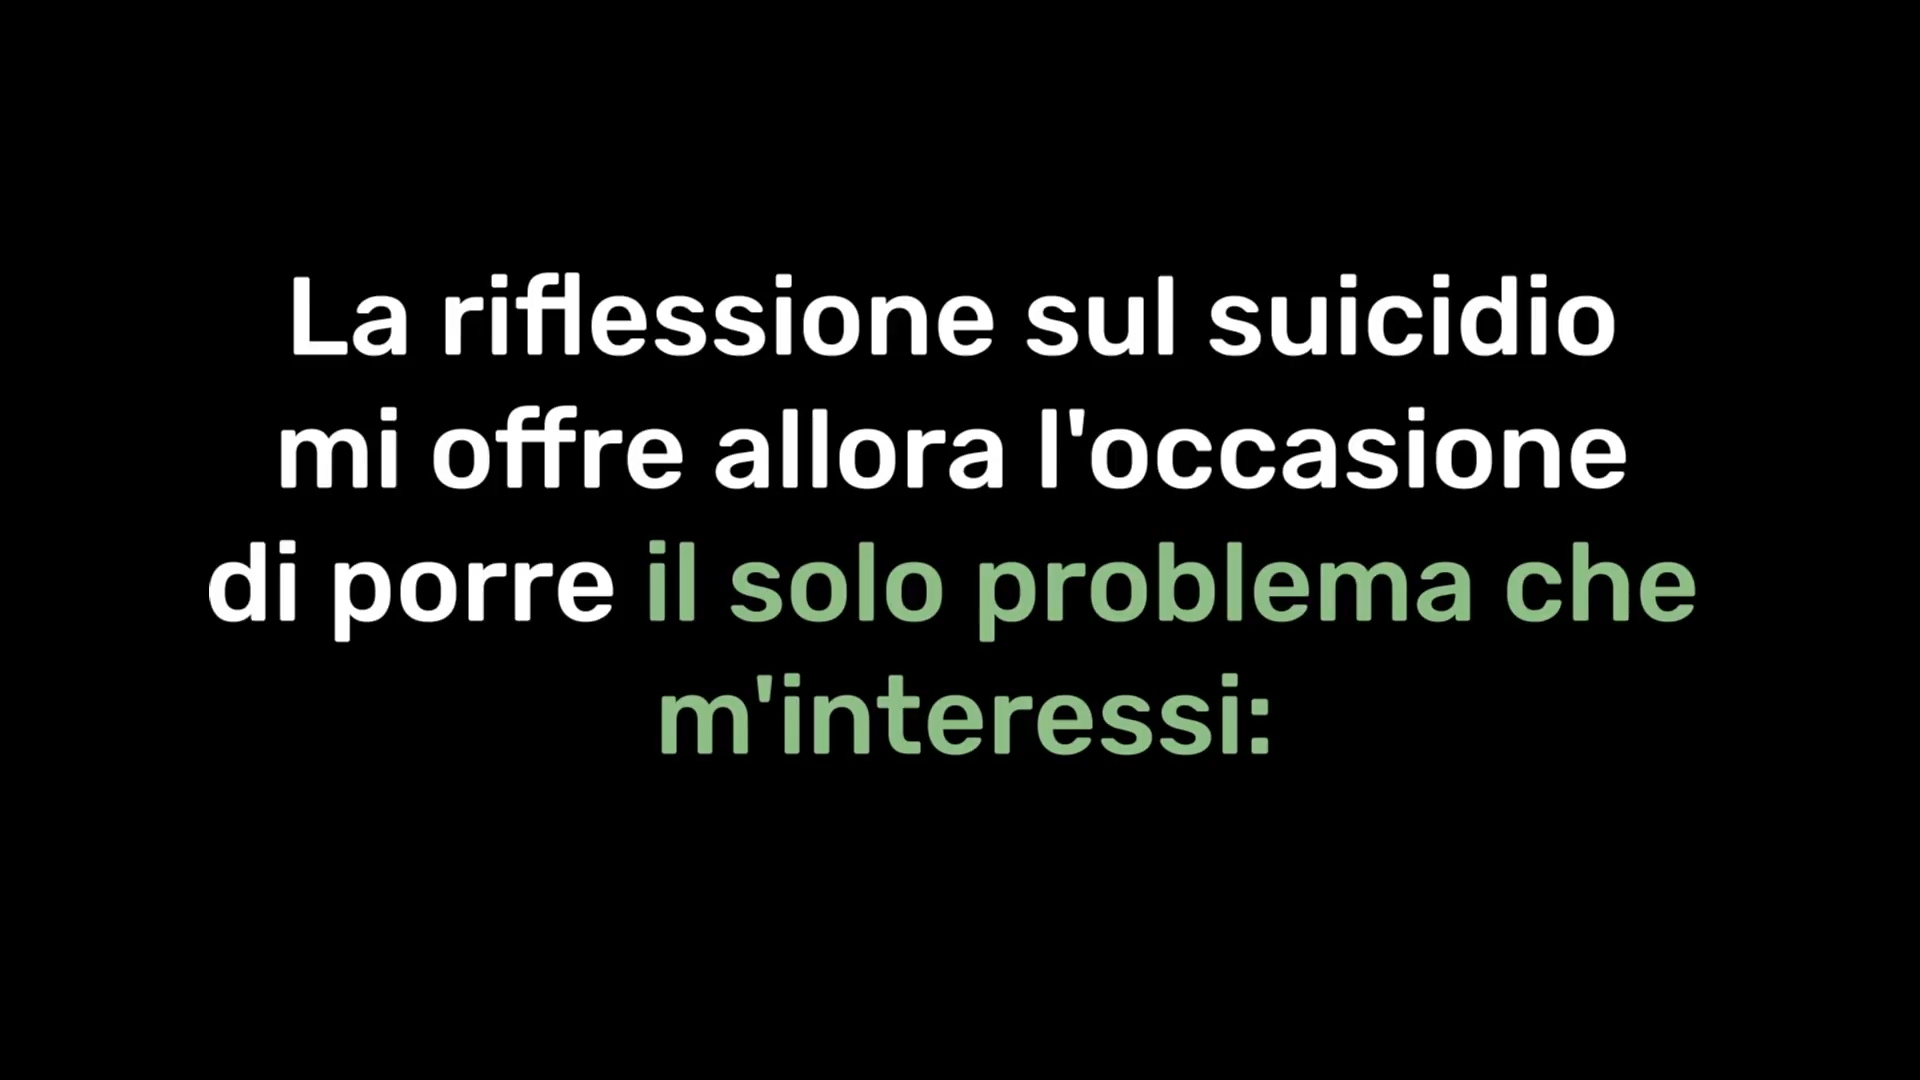 La riflessione sul suicidio
mi offre allora l'occasione
di porre il solo problema che
m'interessi: